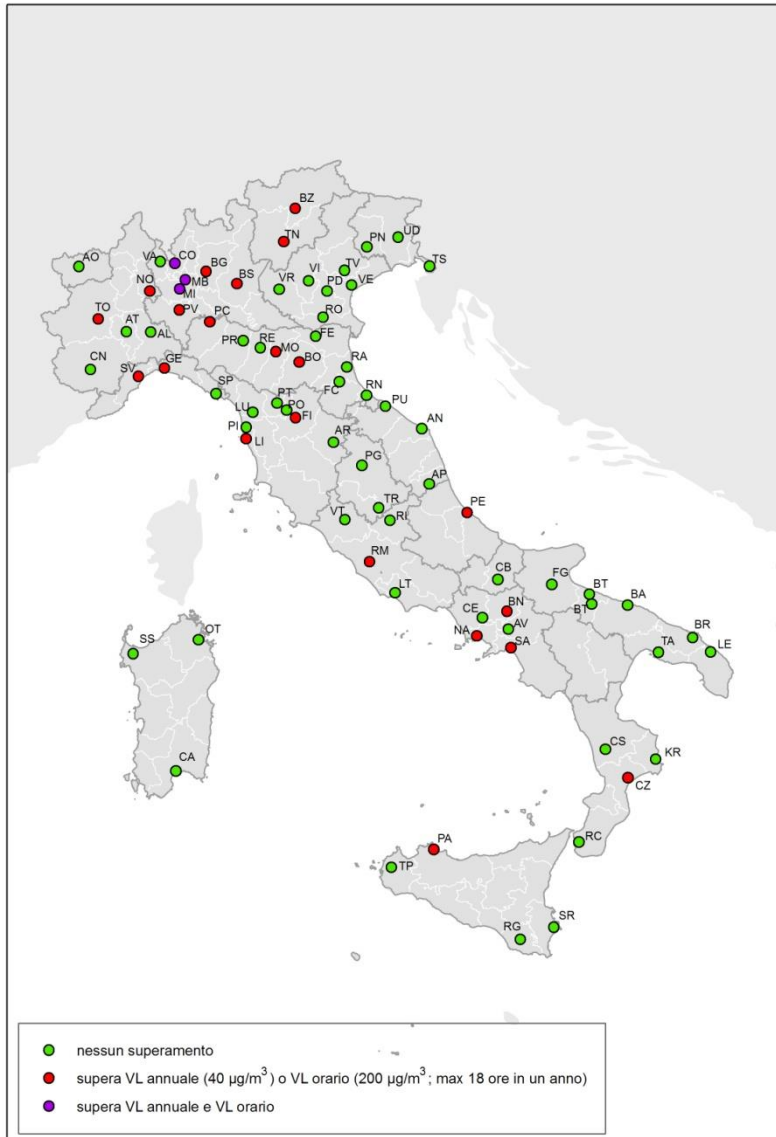 BZ
TN
PN
UD
TS
AO
VA
CO
BG
MB
MI
BS
VR
VI
TV
PD
VE
NO
TO
AT
AL
PV
PC
RO
FE
CN
SV
GE
PR
RE
MO
BO
RA
FC
RN
PU
SP
LU
PT
PO
FI
PI
LI
AR
AN
PG
AP
TR
VT
RI
PE
RM
LT
CB
FG
BT
BT
BA
BN
CE
AV
NA
SA
BR
TA
LE
SS
OT
CA
CS
KR
CZ
RC
PA
TP
RG
SR
nessun superamento
supera VL annuale (40 µg/m³) o VL orario (200 µg/m³; max 18 ore in un anno)
supera VL annuale e VL orario